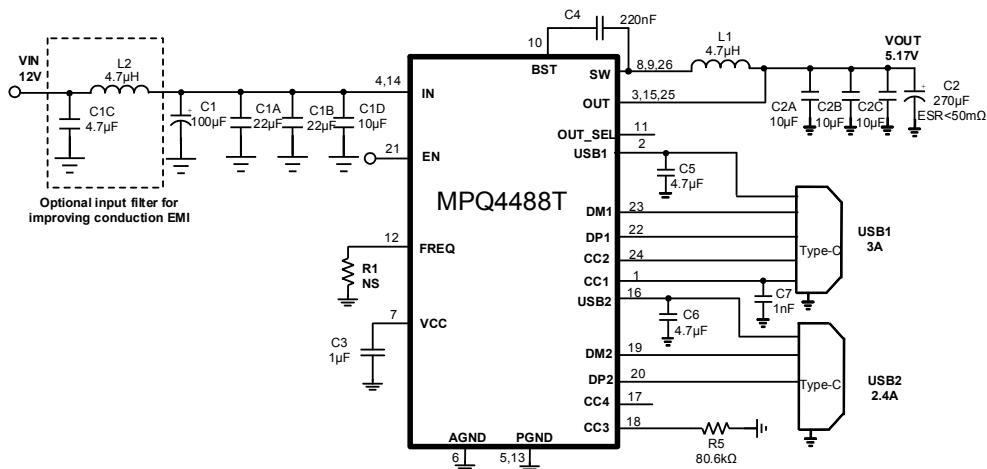 C4
220nF
10
BST
L1
4.7µH
VOUT
5.17V
VIN
12V
L2
4.7µH
4,14
IN
SW
8,9,26
OUT
3,15,25
C1C
4.7µF
C1
100µF
C1A
22µF
C1B
22µF
C1D
10µF
C2A
10µF
C2B
10µF
C2C
10µF
C2
270µF
ESR<50mΩ
OUT_SEL
11
21
EN
USB1
2
C5
4.7µF
Optional input filter for
improving conduction EMI
MPQ4488T
DM1
23
DP1
22
CC2
24
CC1
1
Type-C
USB1
3A
12
FREQ
R1
NS
USB2
16
C7
1nF
C6
4.7µF
7
VCC
C3
1µF
DM2
19
DP2
20
Type-C
USB2
2.4A
CC4
17
CC3
18
R5
80.6kΩ
AGND
PGND
6
5,13